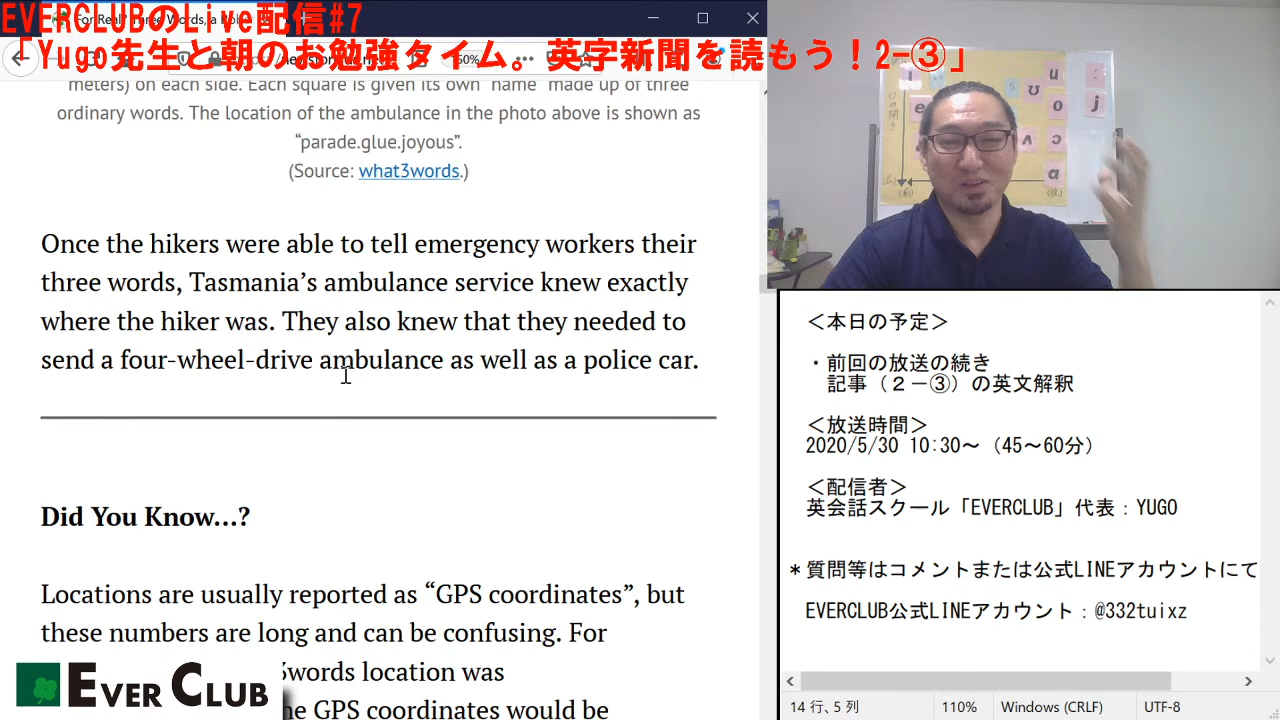 EVERCLUBのLive配信#7
「Yugo先生と朝のお勉強タイム。英字新聞を読もう！2-③」
meters) on each side. Each square is given its own "name" made up of three
ordinary words. The location of the ambulance in the photo above is shown as
“parade.glue.joyous”.
(Source: what3words.)
Once the hikers were able to tell emergency workers their
three words, Tasmania’s ambulance service knew exactly
where the hiker was. They also knew that they needed to
send a four-wheel-drive ambulance as well as a police car.
Did You Know…?
Locations are usually reported as “GPS coordinates”, but
these numbers are long and can be confusing. For
3words location was
he GPS coordinates would be
EVER CLUB
i
u
ː
e
ʊ
o
j
ʌ
ɔ
ɑ
＜本日の予定＞
・前回の放送の続き
記事（２－③）の英文解釈
＜放送時間＞
2020/5/30 10:30～（45～60分）
＜配信者＞
英会話スクール「EVERCLUB」代表：YUGO
＊質問等はコメントまたは公式LINEアカウントにて
EVERCLUB公式LINEアカウント：@332tuixz
14 行、5 列
110%
Windows (CRLF)
UTF-8